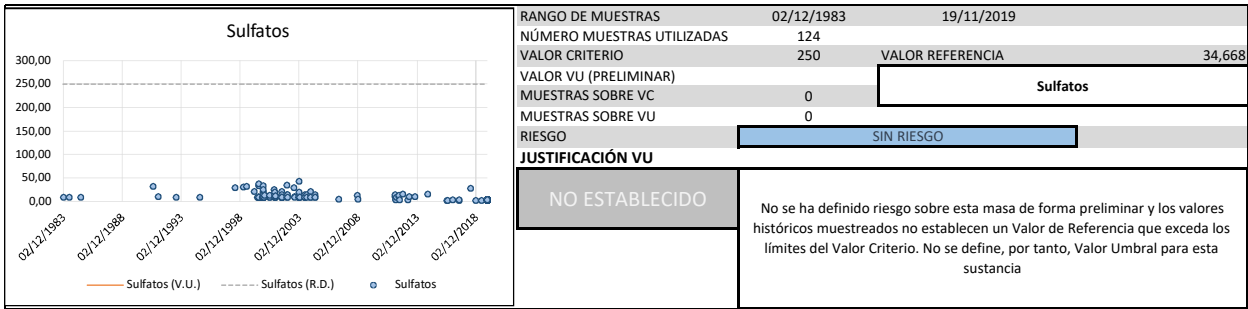 Sulfatos
300,00
250,00
200,00
150,00
100,00
50,00
0,00
02/12/1983
02/12/1988
02/12/1993
02/12/1998
02/12/2003
02/12/2008
02/12/2013
02/12/2018
Sulfatos (V.U.) Sulfatos (R.D.) Sulfatos
RANGO DE MUESTRAS 02/12/1983 19/11/2019
NÚMERO MUESTRAS UTILIZADAS 124
VALOR CRITERIO 250 VALOR REFERENCIA 34,668
VALOR VU (PRELIMINAR)
Sulfatos
MUESTRAS SOBRE VC 0
MUESTRAS SOBRE VU 0
RIESGO SIN RIESGO
JUSTIFICACIÓN VU
NO ESTABLECIDO
No se ha definido riesgo sobre esta masa de forma preliminar y los valores
históricos muestreados no establecen un Valor de Referencia que exceda los
límites del Valor Criterio. No se define, por tanto, Valor Umbral para esta
sustancia